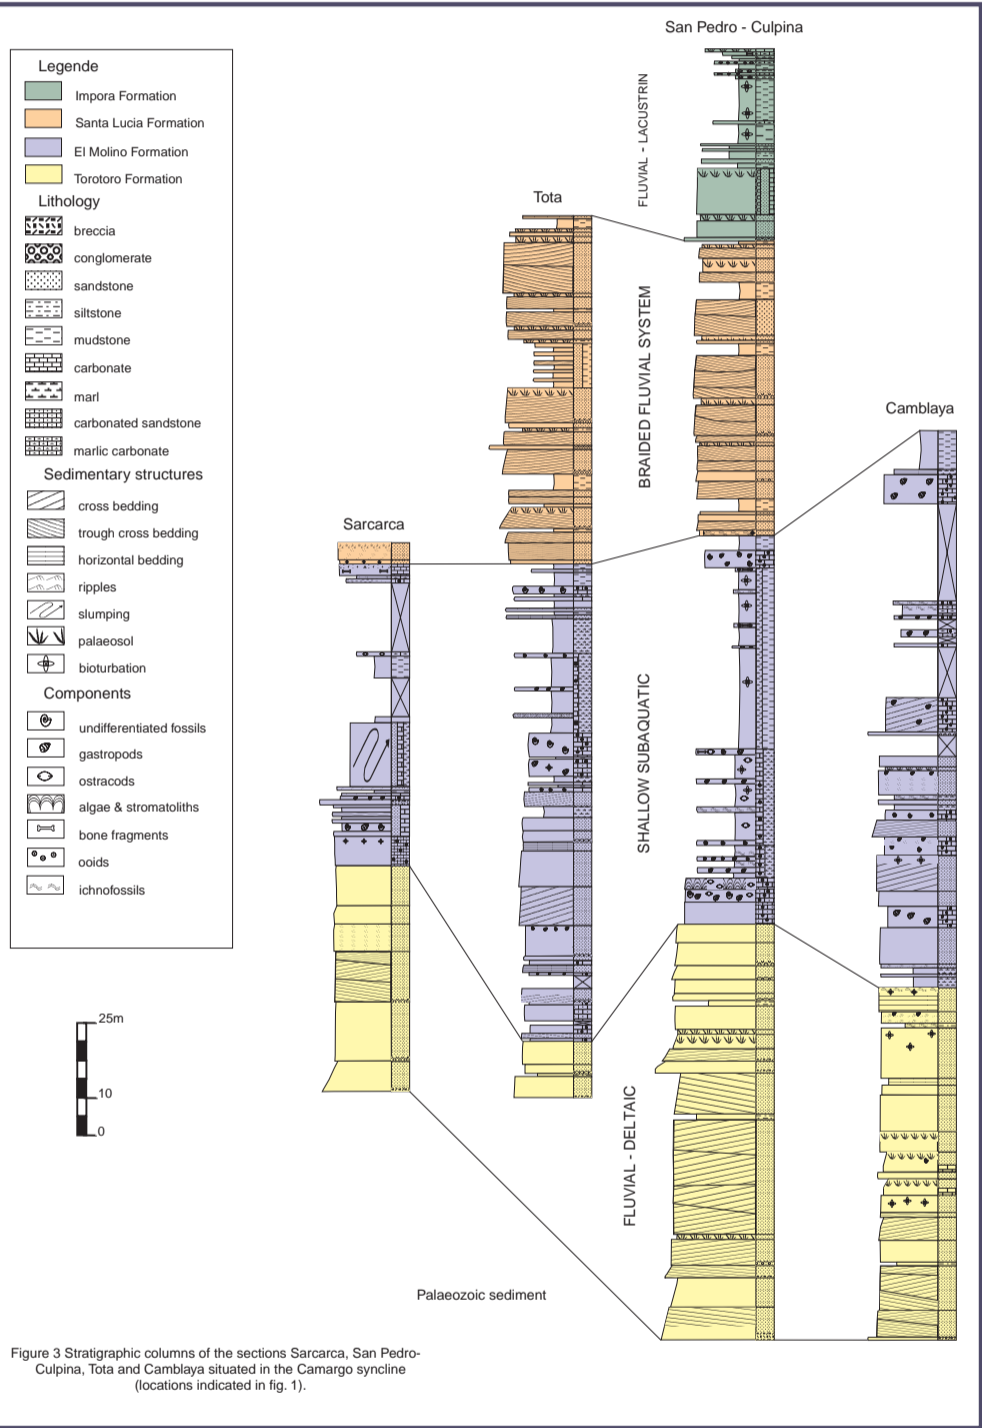 San Pedro - Culpina
Legende
Impora Formation
Santa Lucia Formation
El Molino Formation
Torotoro Formation
Lithology
breccia
conglomerate
sandstone
siltstone
mudstone
carbonate
marl
carbonated sandstone
marlic carbonate
Sedimentary structures
cross bedding
trough cross bedding
horizontal bedding
ripples
slumping
palaeosol
bioturbation
Components
undifferentiated fossils
gastropods
ostracods
algae & stromatoliths
bone fragments
ooids
ichnofossils
25m
10
0
Sarcarca
Tota
Camblaya
FLUVIAL - LACUSTRIN
BRAIDED FLUVIAL SYSTEM
SHALLOW SUBAQUATIC
FLUVIAL - DELTAIC
Palaeozoic sediment
Figure 3 Stratigraphic columns of the sections Sarcarca, San Pedro-
Culpina, Tota and Camblaya situated in the Camargo syncline
(locations indicated in fig. 1).